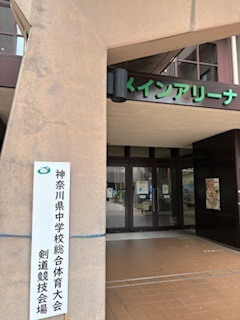 メインアリーナ
神奈川県中学校総合体育大会
剣道競技会場